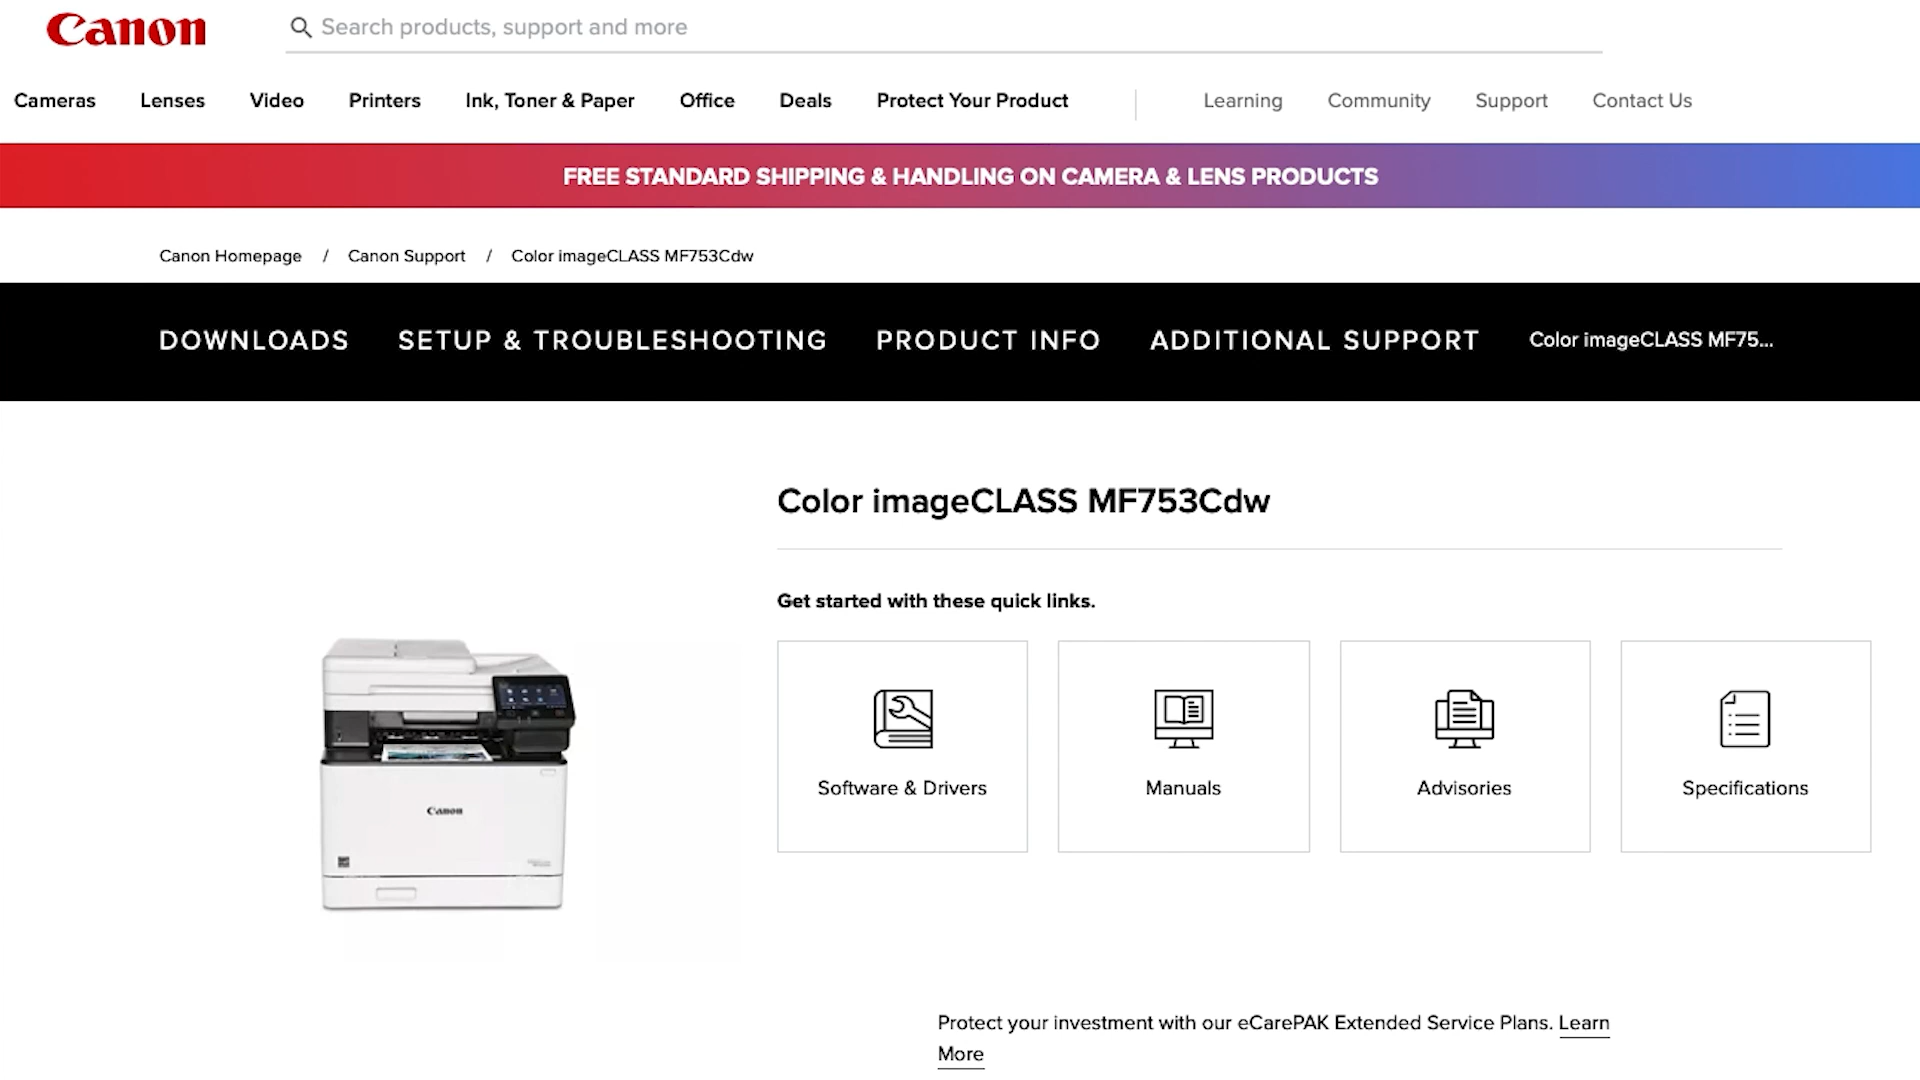 Canon
Search products, support and more
Cameras Lenses Video Printers Ink, Toner & Paper Office Deals Protect Your Product Learning Community Support Contact Us
FREE STANDARD SHIPPING & HANDLING ON CAMERA & LENS PRODUCTS
Canon Homepage / Canon Support / Color imageCLASS MF753Cdw
DOWNLOADS SETUP & TROUBLESHOOTING PRODUCT INFO ADDITIONAL SUPPORT Color imageCLASS MF75...
Color imageCLASS MF753Cdw
Get started with these quick links.
Software & Drivers Manuals Advisories Specifications
Canon
Protect your investment with our eCarePAK Extended Service Plans. Learn
More